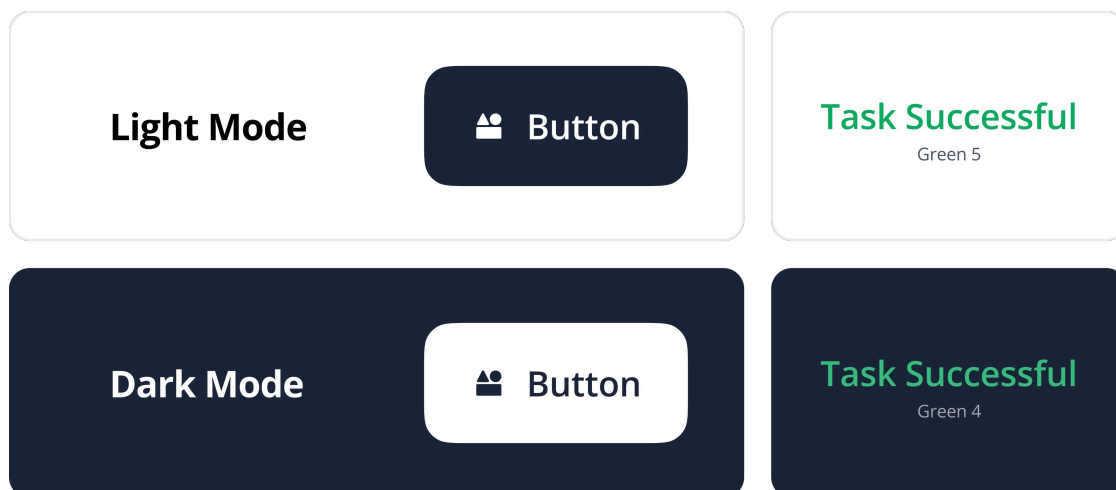 Light Mode
Button
Task Successful
Green 5
Dark Mode
Button
Task Successful
Green 4